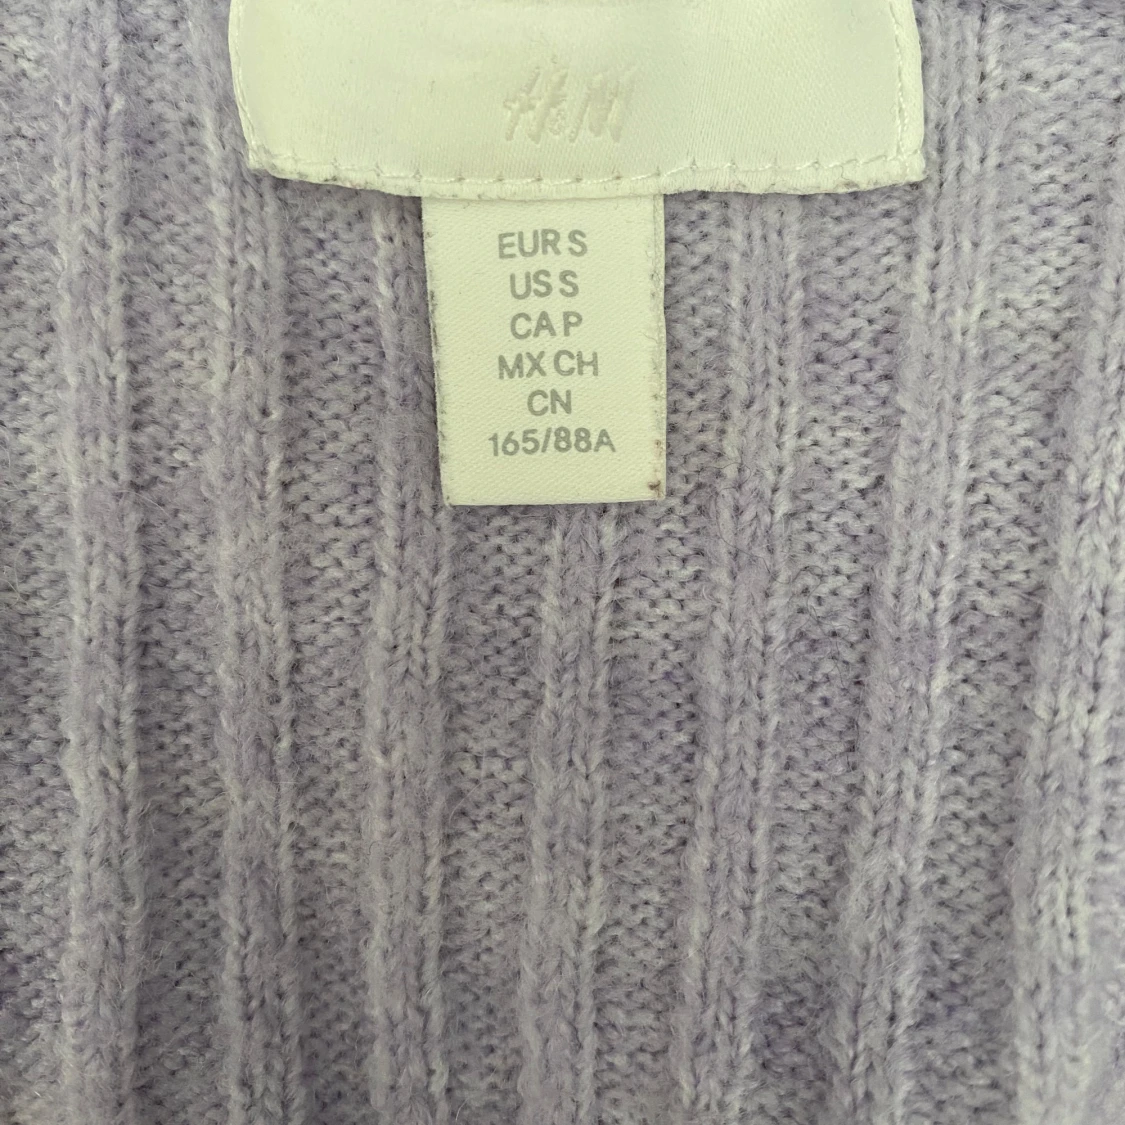 H&M
EUR S
US S
CA P
MX CH
CN
165/88A